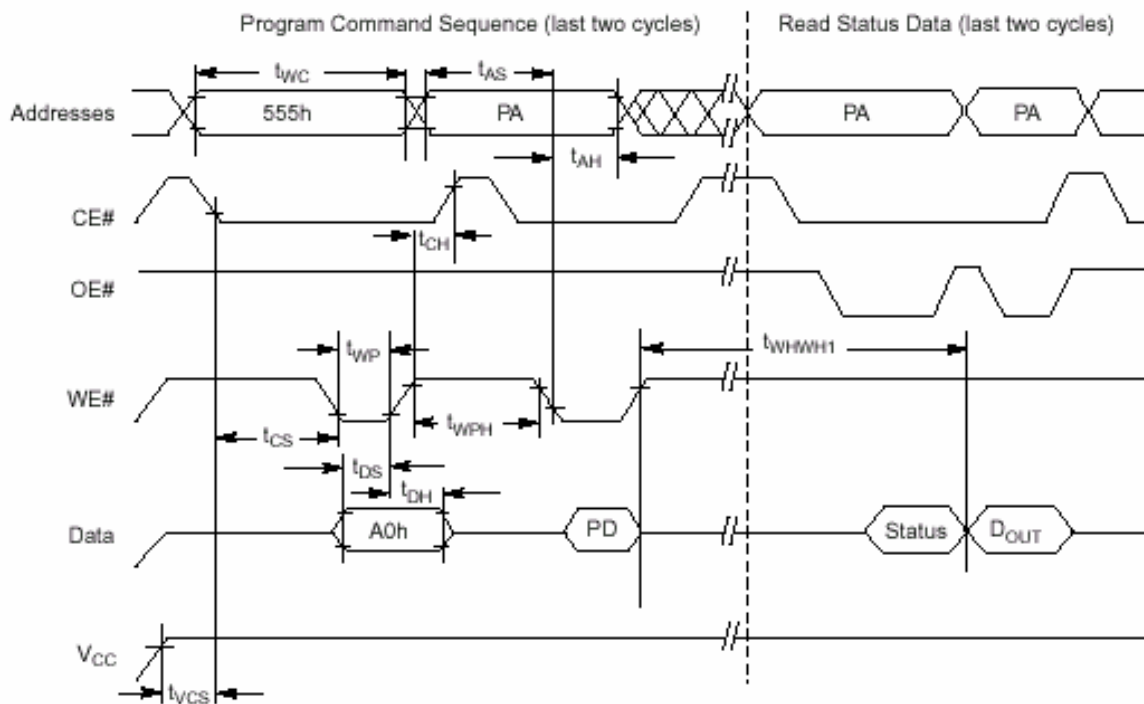 Program Command Sequence (last two cycles) Read Status Data (last two cycles)
tWC tAS
Addresses 555h PA PA PA
tAH
CE#
tCH
OE#
tWP tWHWH1
WE#
tCS tWPH
tDS
tDH
Data A0h PD Status DOUT
VCC
tVCS